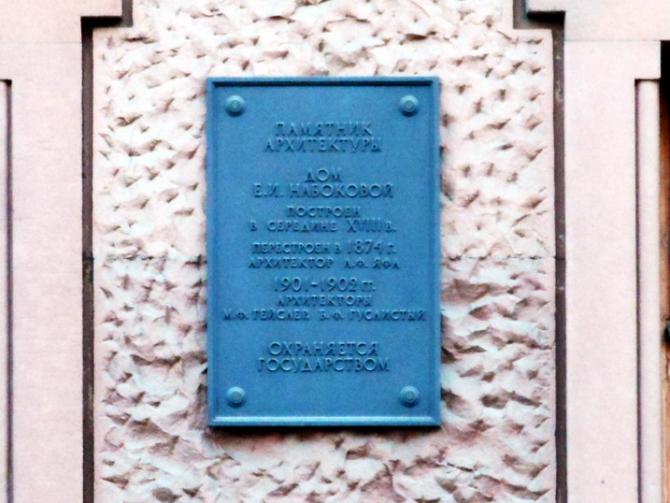 ПАМЯТНИК
АРХИТЕКТУРЫ
ДОМ
Е.И. НАБОКОВОЙ
ПОСТРОЕН
В СЕРЕДИНЕ XVIII В.
ПЕРЕСТРОЕН В 1874 Г.
АРХИТЕКТОР А.Ф. ЯФА
1901-1902 ГГ.
АРХИТЕКТОРЫ
М.Ф. ГЕЙСЛЕР Б.Ф. ГУСЛИСТЫЙ
ОХРАНЯЕТСЯ
ГОСУДАРСТВОМ